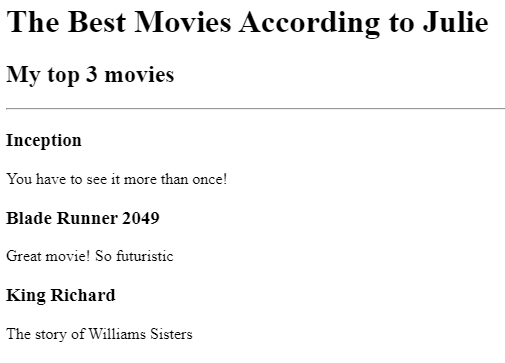 The Best Movies According to Julie
My top 3 movies
Inception
You have to see it more than once!
Blade Runner 2049
Great movie! So futuristic
King Richard
The story of Williams Sisters